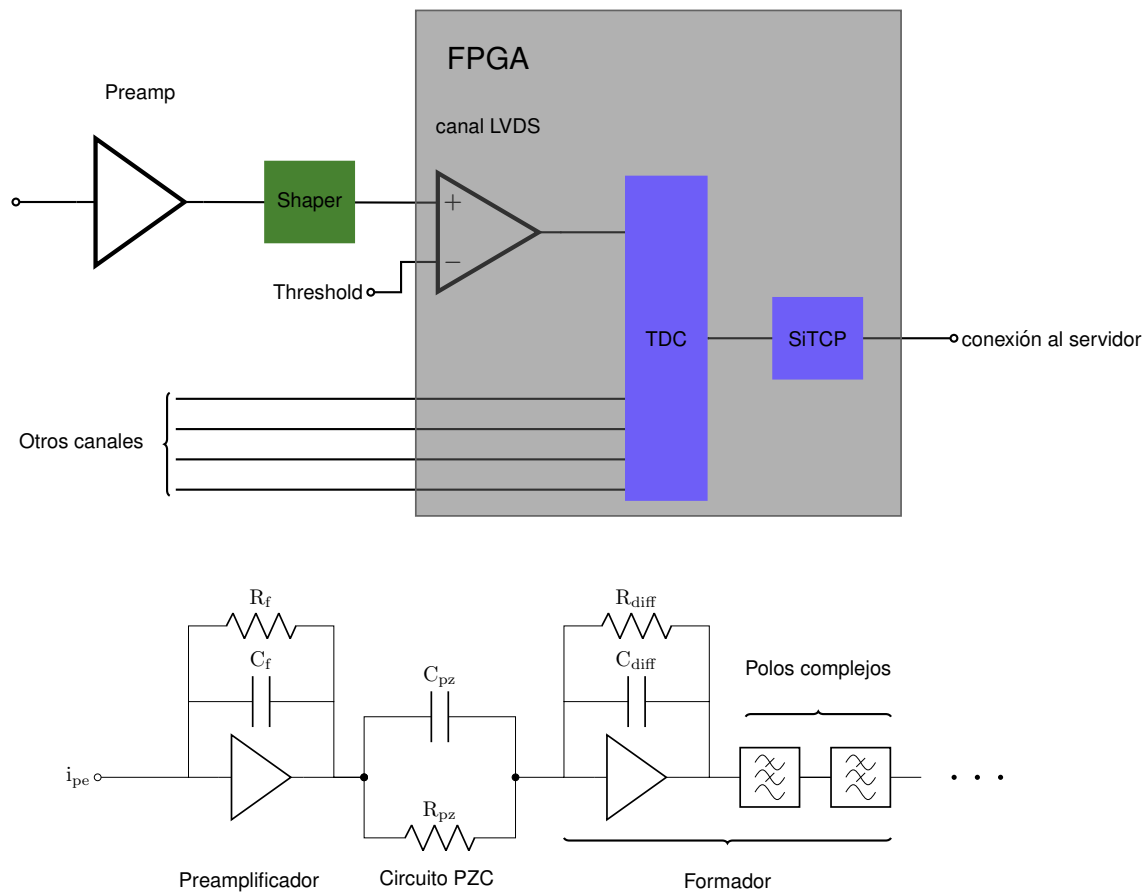 FPGA
Preamp
canal LVDS
Shaper
+
−
Threshold
TDC
SiTCP
conexión al servidor
Otros canales
R_f
R_diff
C_f
C_pz
C_diff
Polos complejos
i_pe
R_pz
Preamplificador
Circuito PZC
Formador